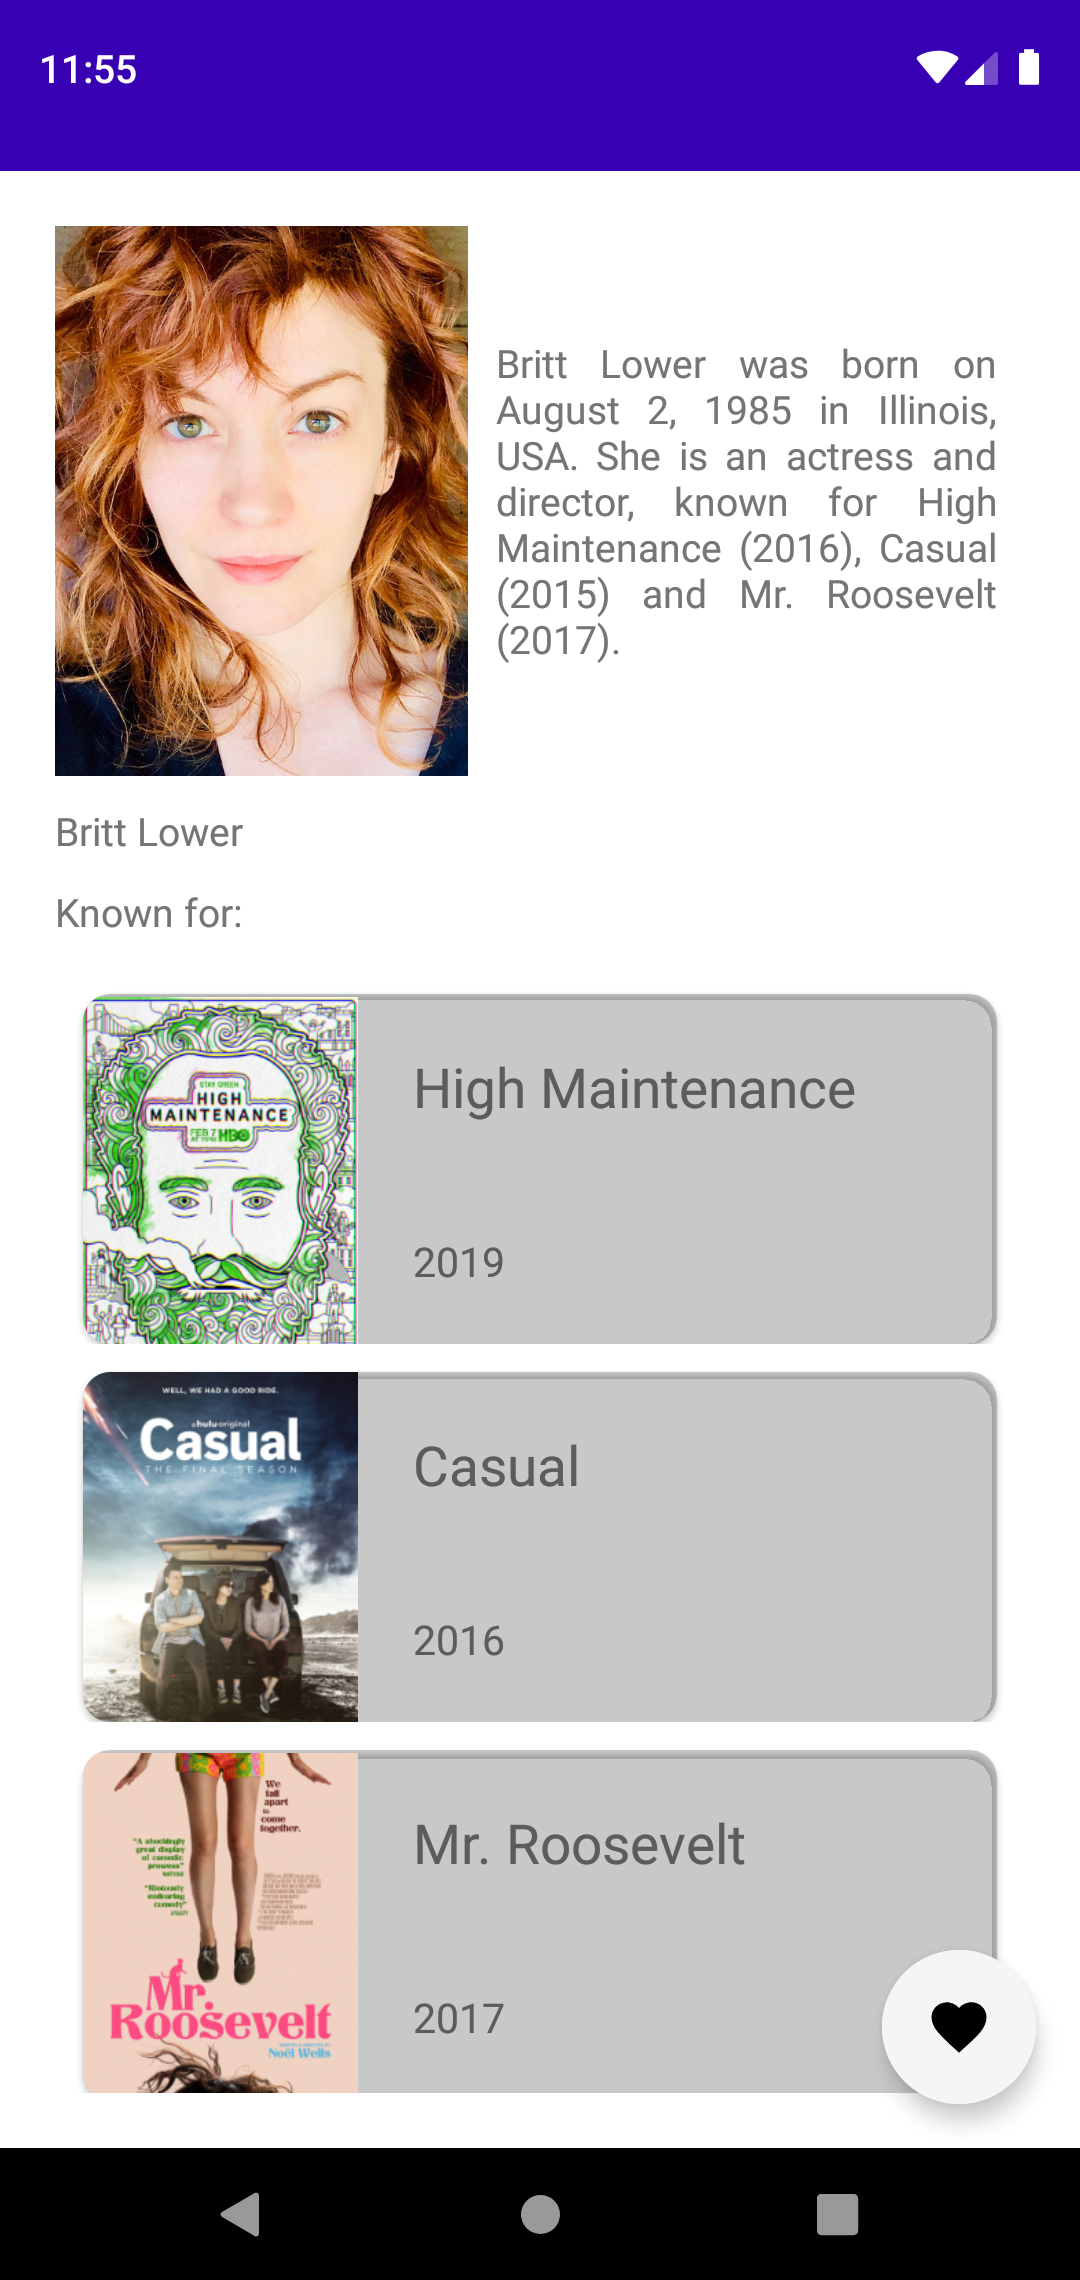 11:55
Britt Lower was born on
August 2, 1985 in Illinois,
USA. She is an actress and
director, known for High
Maintenance (2016), Casual
(2015) and Mr. Roosevelt
(2017).
Britt Lower
Known for:
STAY GREEN
HIGH
MAINTENANCE
FEB 7
HBO
High Maintenance
2019
WELL, WE HAD A GOOD RIDE.
a hulu original
Casual
THE FINAL SEASON
Casual
2016
We
fall
apart
to
come
together.
"A shockingly
great display
of comedic
prowess"
"Riotously
endearing
comedy"
Mr.
Roosevelt
Noël Wells
Mr. Roosevelt
2017